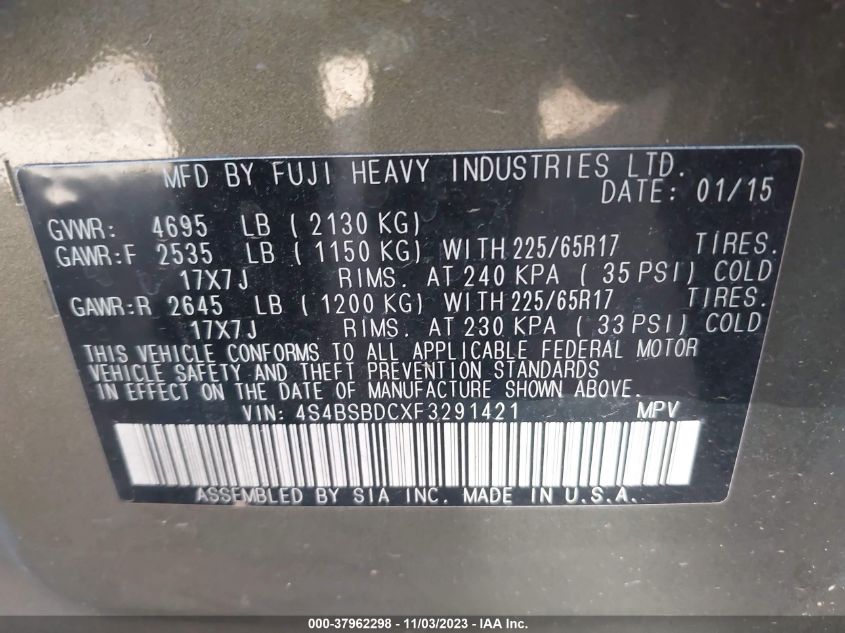 MFD BY FUJI HEAVY INDUSTRIES LTD.
DATE: 01/15
GVWR: 4695 LB ( 2130 KG)
GAWR:F 2535 LB ( 1150 KG) WITH 225/65R17 TIRES.
17X7J RIMS. AT 240 KPA ( 35 PSI) COLD
GAWR:R 2645 LB ( 1200 KG) WITH 225/65R17 TIRES.
17X7J RIMS. AT 230 KPA ( 33 PSI) COLD
THIS VEHICLE CONFORMS TO ALL APPLICABLE FEDERAL MOTOR
VEHICLE SAFETY AND THEFT PREVENTION STANDARDS
IN EFFECT ON THE DATE OF MANUFACTURE SHOWN ABOVE.
VIN: 4S4BSBDCXF3291421 MPV
ASSEMBLED BY SIA INC. MADE IN U.S.A.
000-37962298 - 11/03/2023 - IAA Inc.